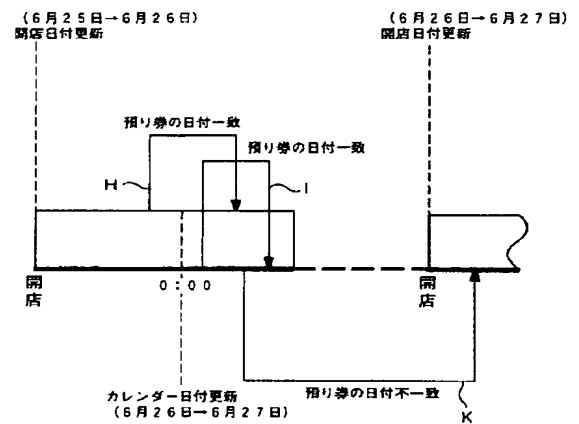 （６月２５日→６月２６日）
開店日付更新
（６月２６日→６月２７日）
開店日付更新
預り券の日付一致
預り券の日付一致
H
I
開店
０：００
開店
カレンダー日付更新
（６月２６日→６月２７日）
預り券の日付不一致
K